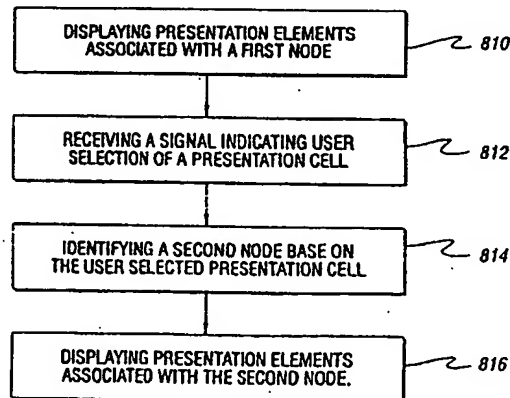 DISPLAYING PRESENTATION ELEMENTS
ASSOCIATED WITH A FIRST NODE
810
RECEIVING A SIGNAL INDICATING USER
SELECTION OF A PRESENTATION CELL
812
IDENTIFYING A SECOND NODE BASE ON
THE USER SELECTED PRESENTATION CELL
814
DISPLAYING PRESENTATION ELEMENTS
ASSOCIATED WITH THE SECOND NODE.
816